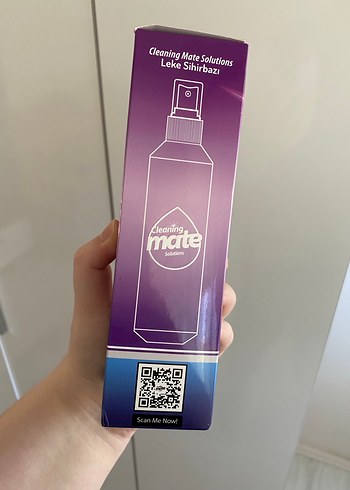 Cleaning Mate Solutions
Leke Sihirbazı
Cleaning
mate
Solutions
Scan Me Now!